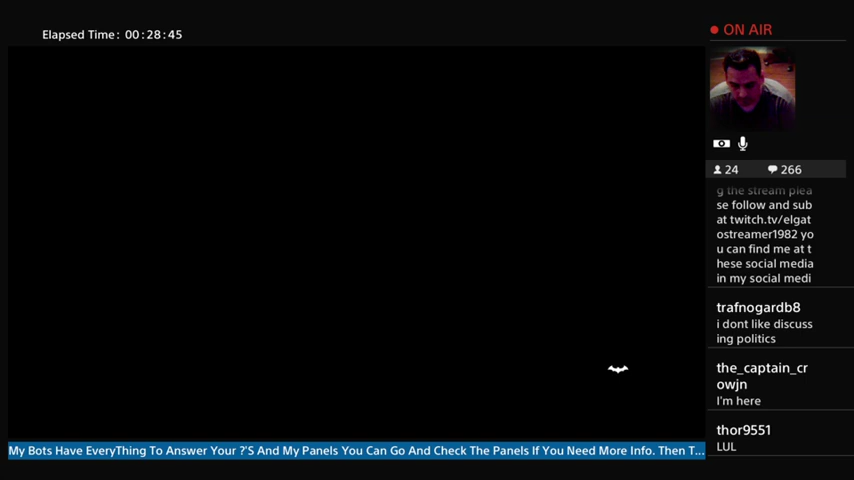 Elapsed Time: 00:28:45
ON AIR
24 266
g the stream plea
se follow and sub
at twitch.tv/elgat
ostreamer1982 yo
u can find me at t
hese social media
in my social medi
trafnogardb8
i dont like discuss
ing politics
the_captain_cr
owjn
I'm here
thor9551
LUL
My Bots Have EveryThing To Answer Your ?'S And My Panels You Can Go And Check The Panels If You Need More Info. Then T...